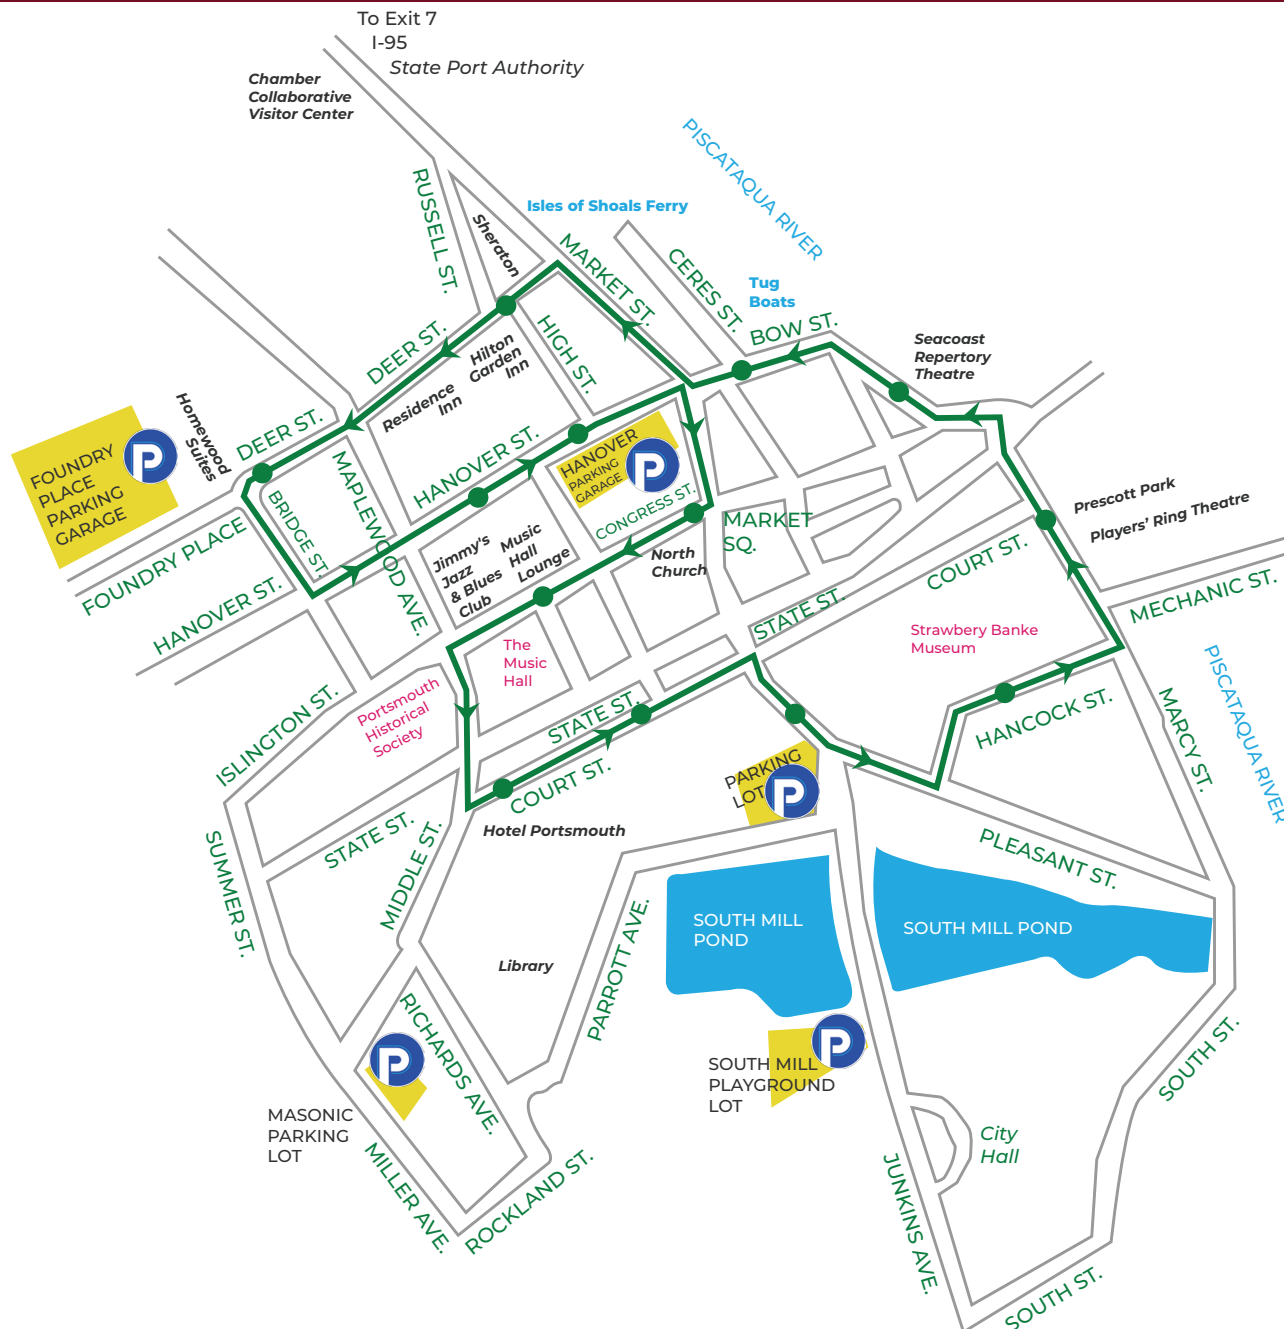 To Exit 7
I-95
State Port Authority
Chamber
Collaborative
Visitor Center
PISCATAQUA RIVER
RUSSELL ST.
Sheraton
Isles of Shoals Ferry
MARKET ST.
CERES ST.
Tug
Boats
BOW ST.
Seacoast
Repertory
Theatre
DEER ST.
HIGH ST.
Hilton
Garden
Inn
Residence
Inn
Homewood
Suites
DEER ST.
FOUNDRY
PLACE
PARKING
GARAGE
P
MAPLEWOOD AVE.
HANOVER ST.
HANOVER
PARKING
GARAGE
P
CONGRESS ST.
MARKET
SQ.
BRIDGE ST.
FOUNDRY PLACE
HANOVER ST.
Jimmy's
Jazz
& Blues
Club
Music
Hall
Lounge
North
Church
Prescott Park
Players' Ring Theatre
COURT ST.
MECHANIC ST.
STATE ST.
Strawbery Banke
Museum
The
Music
Hall
Portsmouth
Historical
Society
ISLINGTON ST.
STATE ST.
HANCOCK ST.
MARCY ST.
PISCATAQUA RIVER
COURT ST.
PARKING
LOT
P
Hotel Portsmouth
STATE ST.
MIDDLE ST.
SUMMER ST.
PLEASANT ST.
SOUTH MILL
POND
SOUTH MILL POND
Library
PARROTT AVE.
RICHARDS AVE.
P
MASONIC
PARKING
LOT
P
SOUTH MILL
PLAYGROUND
LOT
SOUTH ST.
City
Hall
MILLER AVE.
ROCKLAND ST.
JUNKINS AVE.
SOUTH ST.